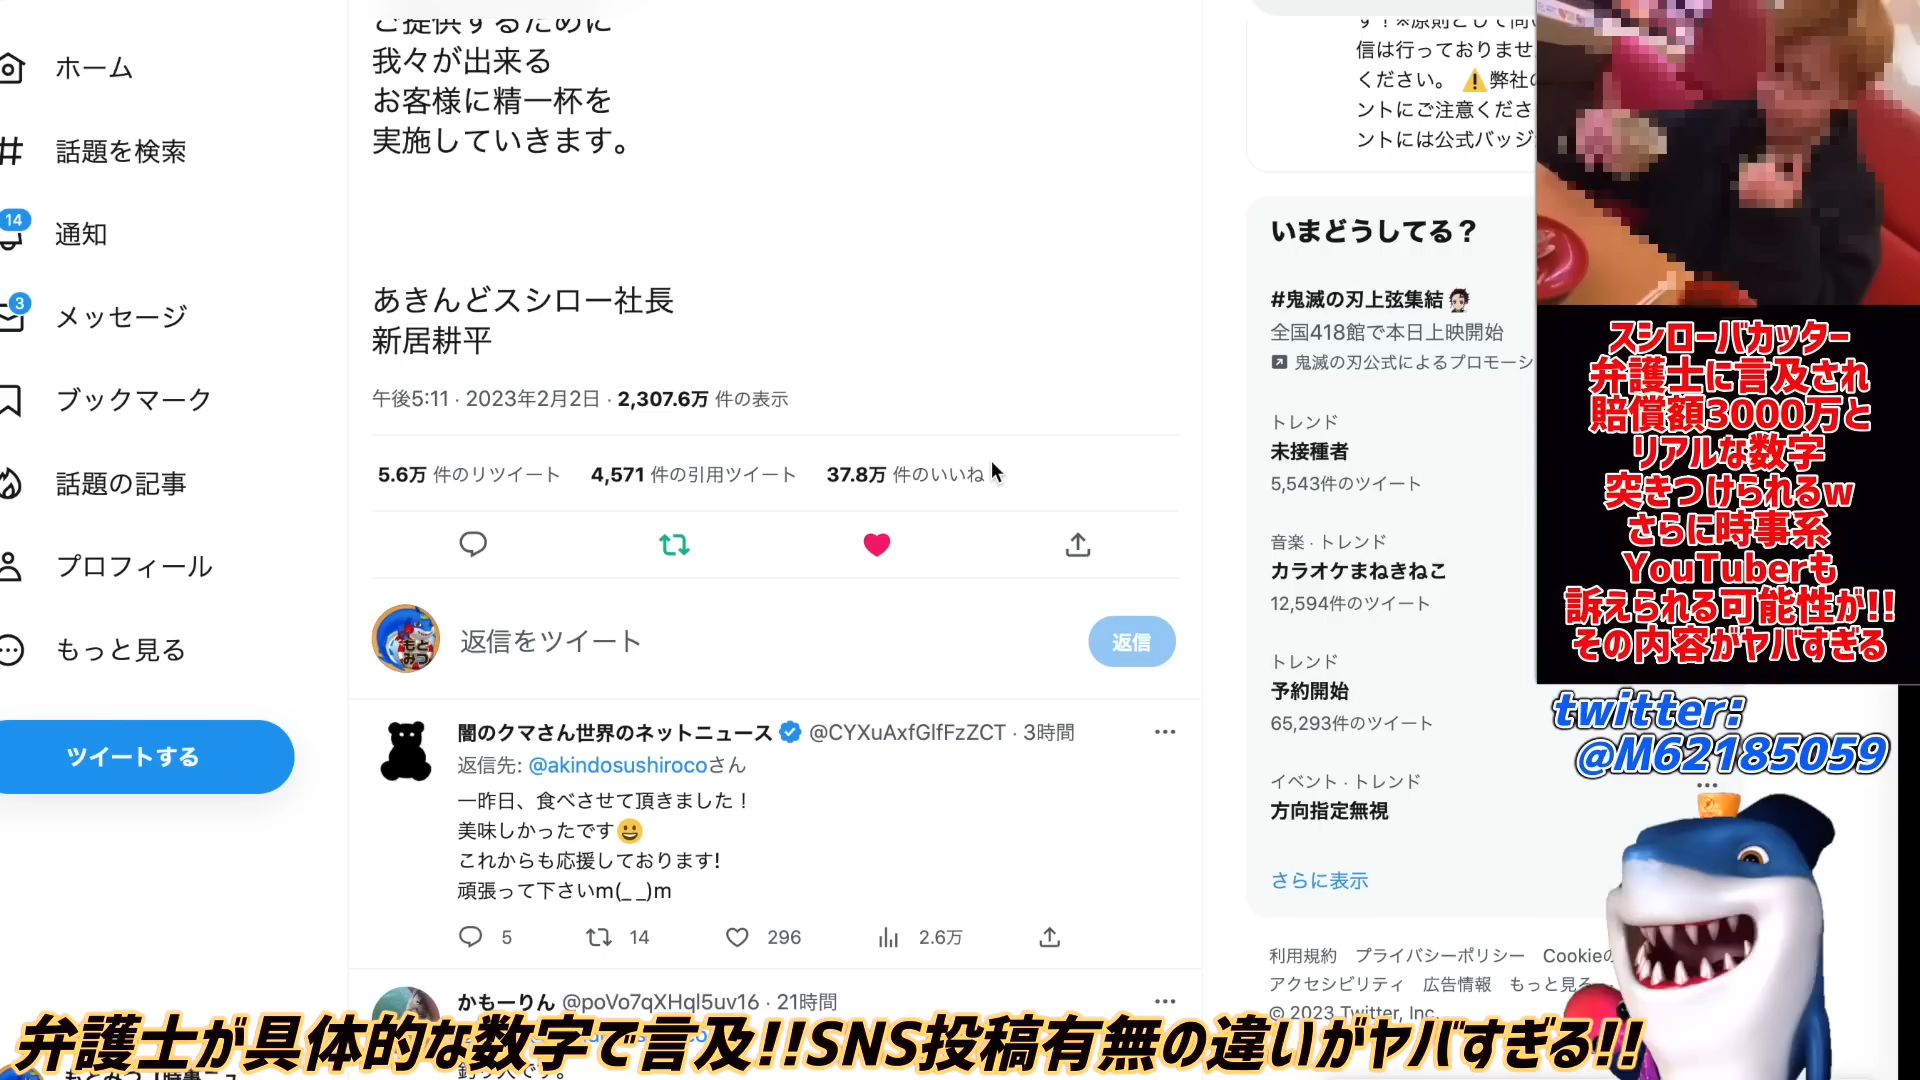 ホーム
話題を検索
14
通知
3
メッセージ
ブックマーク
話題の記事
プロフィール
もっと見る
ツイートする
ご提供するために
我々が出来る
お客様に精一杯を
実施していきます。
あきんどスシロー社長
新居耕平
午後5:11 · 2023年2月2日 · 2,307.6万 件の表示
5.6万 件のリツイート 4,571 件の引用ツイート 37.8万 件のいいね
もと
みつ
返信をツイート
返信
闇のクマさん世界のネットニュース @CYXuAxfGlfFzZCT · 3時間
返信先: @akindosushirocoさん
一昨日、食べさせて頂きました！
美味しかったです😀
これからも応援しております!
頑張って下さいm(_ _)m
5 14 296 2.6万
かもーりん @poVo7qXHql5uv16 · 21時間
す！※原則として問い
信は行っておりませ
ください。 ⚠️弊社の
ントにご注意くださ
ントには公式バッジ
いまどうしてる？
#鬼滅の刃上弦集結
全国418館で本日上映開始
鬼滅の刃公式によるプロモーシ
トレンド
未接種者
5,543件のツイート
音楽 · トレンド
カラオケまねきねこ
12,594件のツイート
トレンド
予約開始
65,293件のツイート
イベント · トレンド
方向指定無視
さらに表示
利用規約 プライバシーポリシー Cookieの
アクセシビリティ 広告情報 もっと見る
© 2023 Twitter, Inc.
スシローバカッター
弁護士に言及され
賠償額3000万と
リアルな数字
突きつけられるw
さらに時事系
YouTuberも
訴えられる可能性が!!
その内容がヤバすぎる
twitter:
@M62185059
弁護士が具体的な数字で言及!!SNS投稿有無の違いがヤバすぎる!!